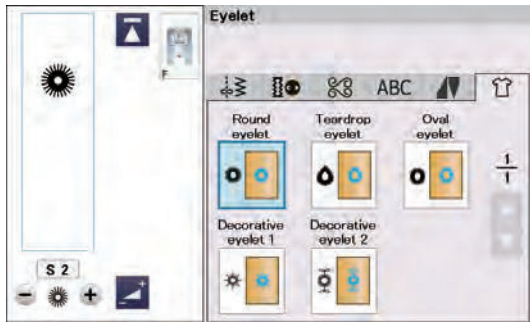 Eyelet
F
ABC
Round eyelet
Teardrop eyelet
Oval eyelet
1
1
Decorative eyelet 1
Decorative eyelet 2
S 2